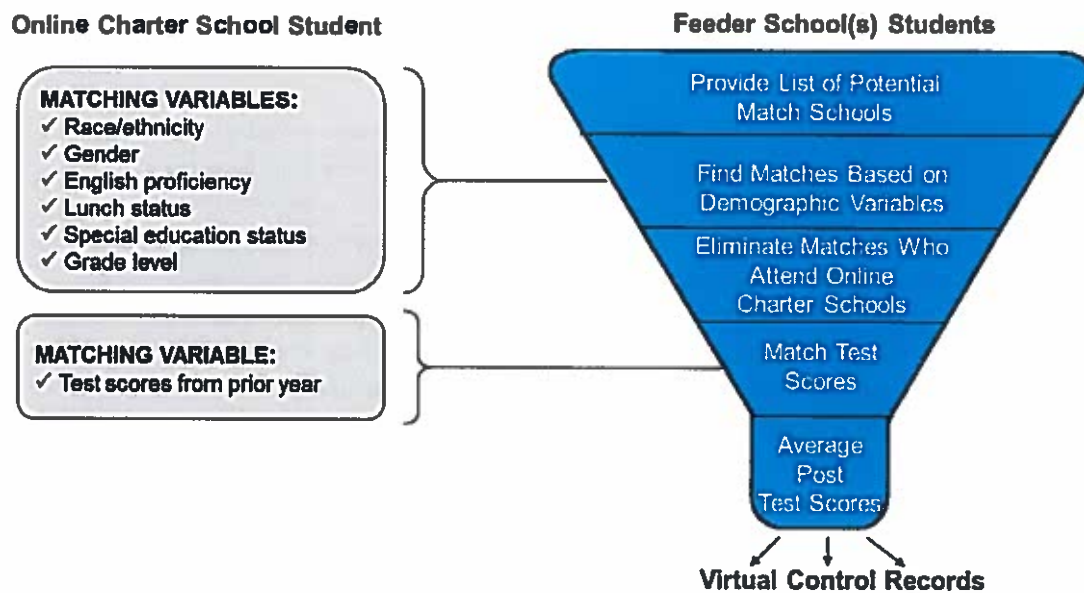 Online Charter School Student
MATCHING VARIABLES:
✓ Race/ethnicity
✓ Gender
✓ English proficiency
✓ Lunch status
✓ Special education status
✓ Grade level
MATCHING VARIABLE:
✓ Test scores from prior year
Feeder School(s) Students
Provide List of Potential
Match Schools
Find Matches Based on
Demographic Variables
Eliminate Matches Who
Attend Online
Charter Schools
Match Test
Scores
Average
Post
Test Scores
Virtual Control Records